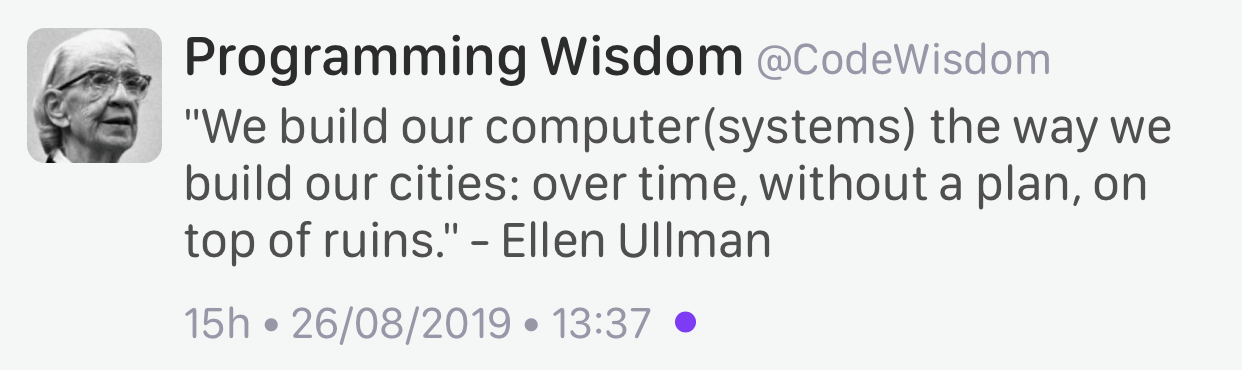 Programming Wisdom @CodeWisdom
"We build our computer(systems) the way we
build our cities: over time, without a plan, on
top of ruins." - Ellen Ullman
15h • 26/08/2019 • 13:37